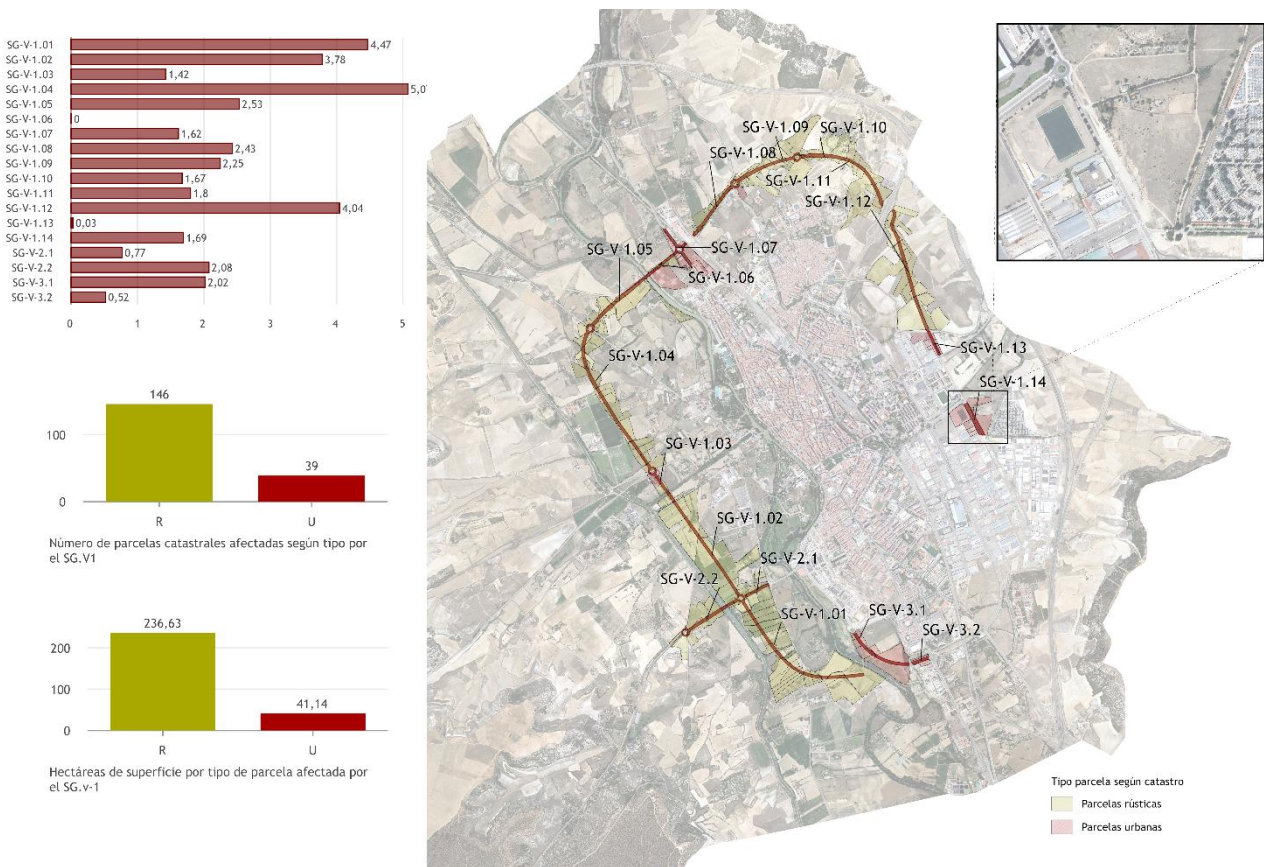 SG-V-1.01 4,47
SG-V-1.02 3,78
SG-V-1.03 1,42
SG-V-1.04 5,0
SG-V-1.05 2,53
SG-V-1.06 0
SG-V-1.07 1,62
SG-V-1.08 2,43
SG-V-1.09 2,25
SG-V-1.10 1,67
SG-V-1.11 1,8
SG-V-1.12 4,04
SG-V-1.13 0,03
SG-V-1.14 1,69
SG-V-2.1 0,77
SG-V-2.2 2,08
SG-V-3.1 2,02
SG-V-3.2 0,52
0 1 2 3 4 5
146
100
39
0
R U
Número de parcelas catastrales afectadas según tipo por
el SG.V1
236,63
200
100
41,14
0
R U
Hectáreas de superficie por tipo de parcela afectada por
el SG.v-1
SG-V-1.09
SG-V-1.10
SG-V-1.08
SG-V-1.11
SG-V-1.12
SG-V-1.05
SG-V-1.07
SG-V-1.06
SG-V-1.13
SG-V-1.04
SG-V-1.14
SG-V-1.03
SG-V-1.02
SG-V-2.1
SG-V-2.2
SG-V-1.01
SG-V-3.1
SG-V-3.2
Tipo parcela según catastro
Parcelas rústicas
Parcelas urbanas